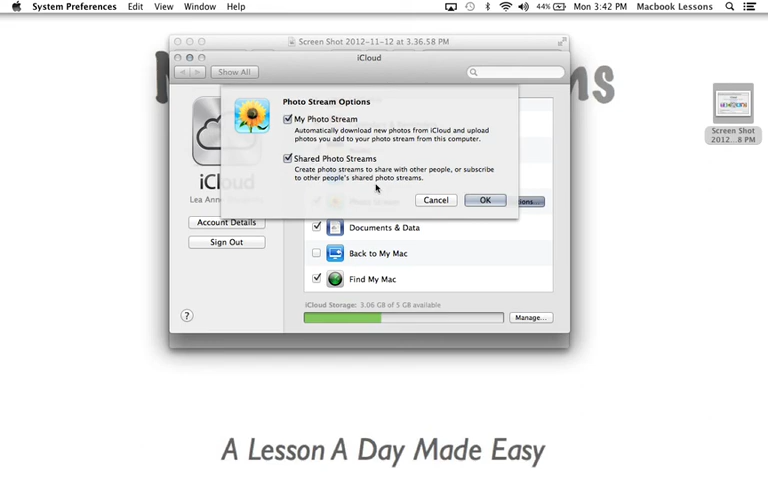 System Preferences Edit View Window Help 44% Mon 3:42 PM Macbook Lessons
Screen Shot 2012-11-12 at 3.36.58 PM
iCloud
Show All
Photo Stream Options
My Photo Stream
Automatically download new photos from iCloud and upload
photos you add to your photo stream from this computer.
Shared Photo Streams
Create photo streams to share with other people, or subscribe
to other people's shared photo streams.
Cancel OK
iCloud
Lea Ann
Account Details
Sign Out
Documents & Data
Back to My Mac
Find My Mac
iCloud Storage: 3.06 GB of 5 GB available
Manage...
?
Screen Shot
2012...8 PM
A Lesson A Day Made Easy